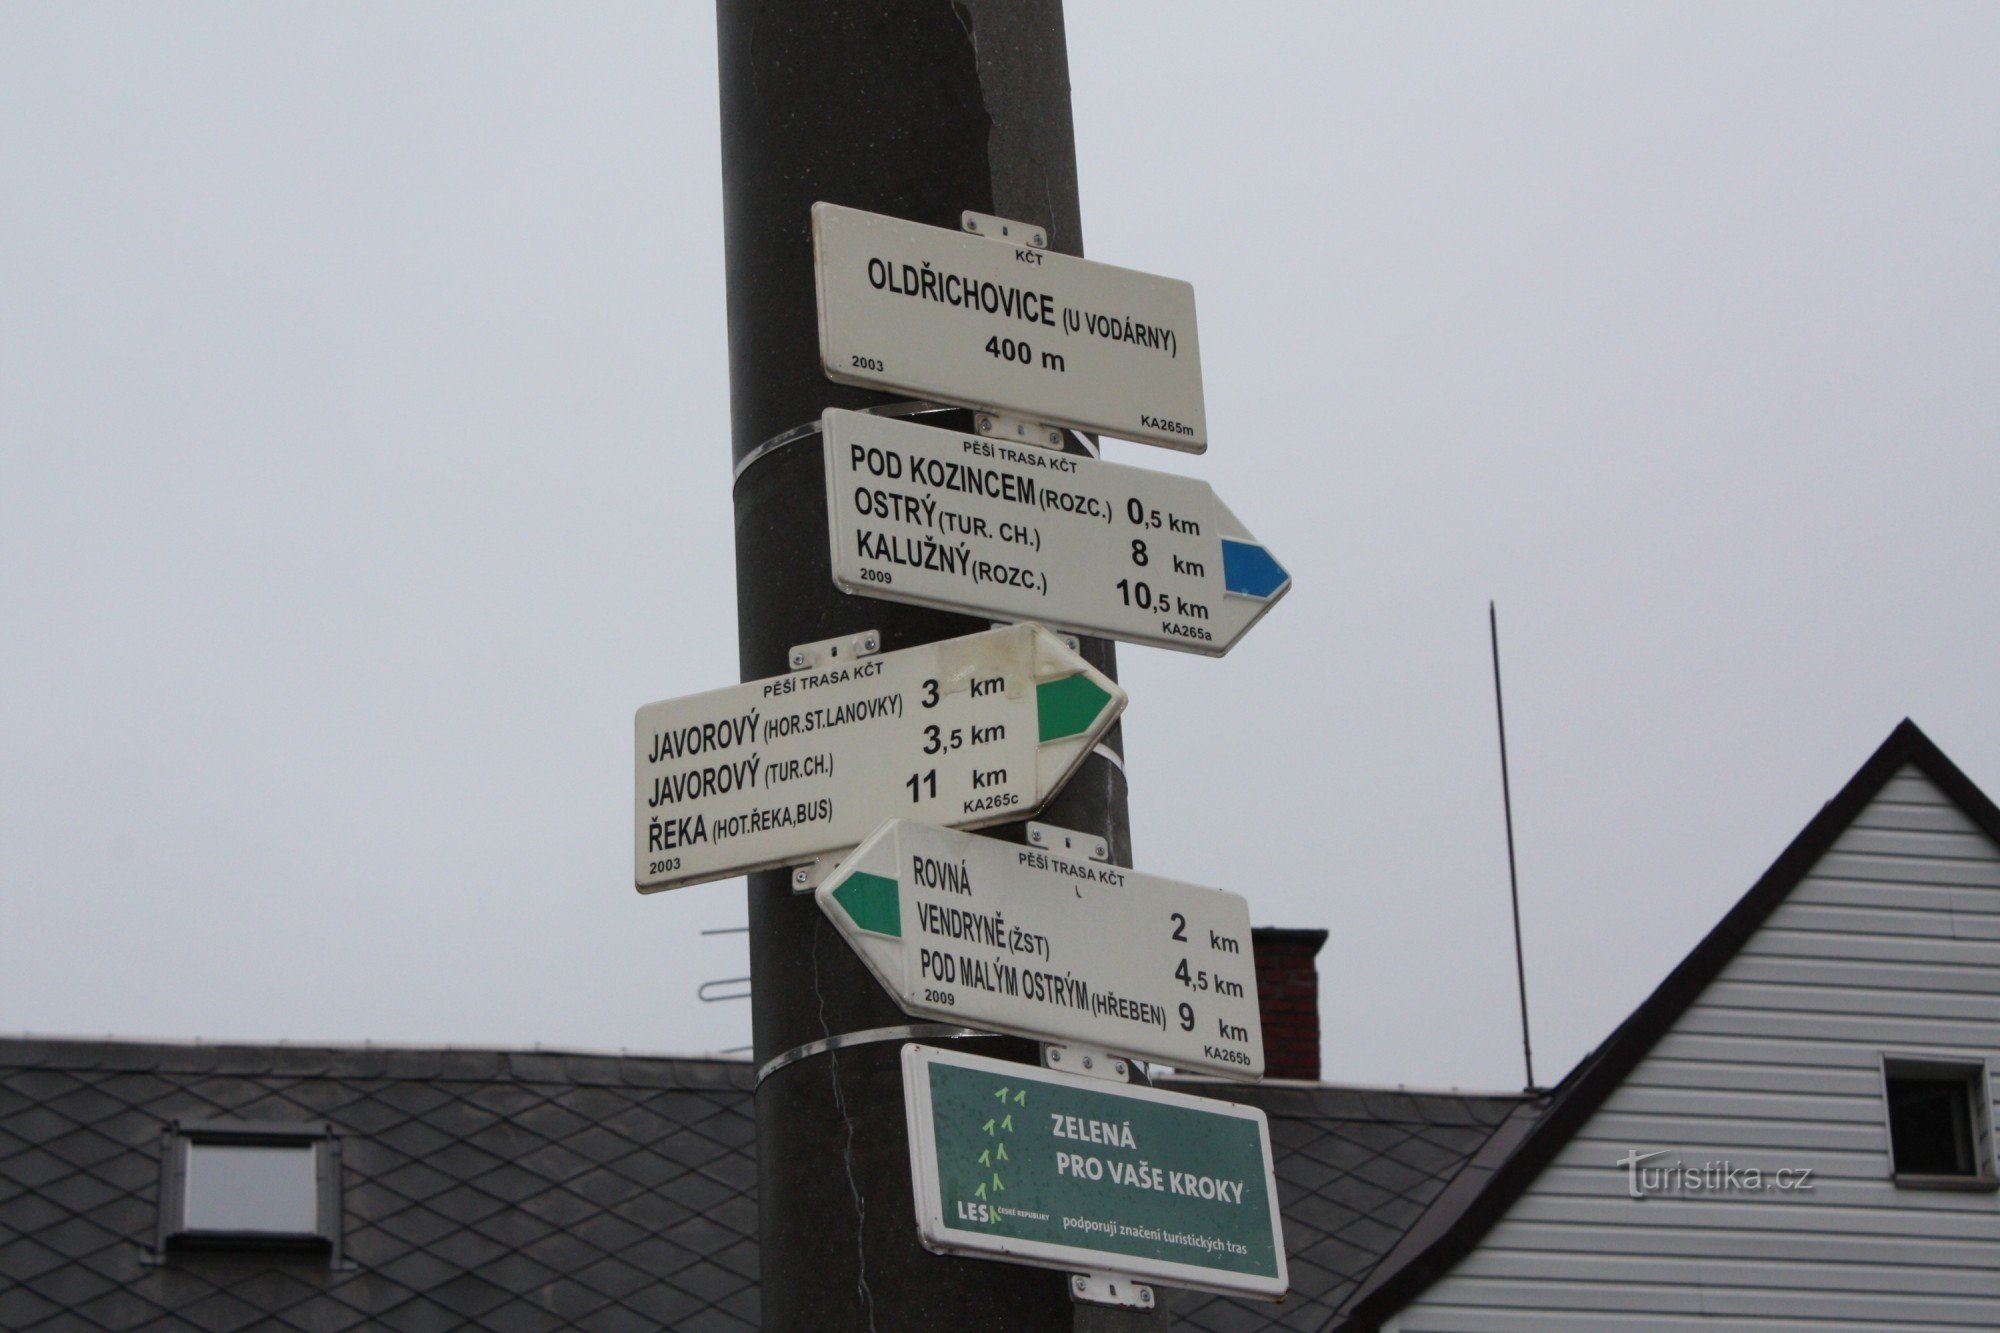 KČT
OLDŘICHOVICE (U VODÁRNY)
400 m
2003
KA265m
PĚŠÍ TRASA KČT
POD KOZINCEM (ROZC.) 0,5 km
OSTRÝ (TUR. CH.) 8 km
KALUŽNÝ (ROZC.) 10,5 km
2009
KA265a
PĚŠÍ TRASA KČT
JAVOROVÝ (HOR.ST.LANOVKY) 3 km
JAVOROVÝ (TUR.CH.) 3,5 km
ŘEKA (HOT.ŘEKA,BUS) 11 km
2003
KA265c
PĚŠÍ TRASA KČT
ROVNÁ 2 km
VENDRYNĚ (ŽST) 4,5 km
POD MALÝM OSTRÝM (HŘEBEN) 9 km
2009
KA265b
ZELENÁ
PRO VAŠE KROKY
LESY ČESKÉ REPUBLIKY
podporují značení turistických tras
Turistika.cz